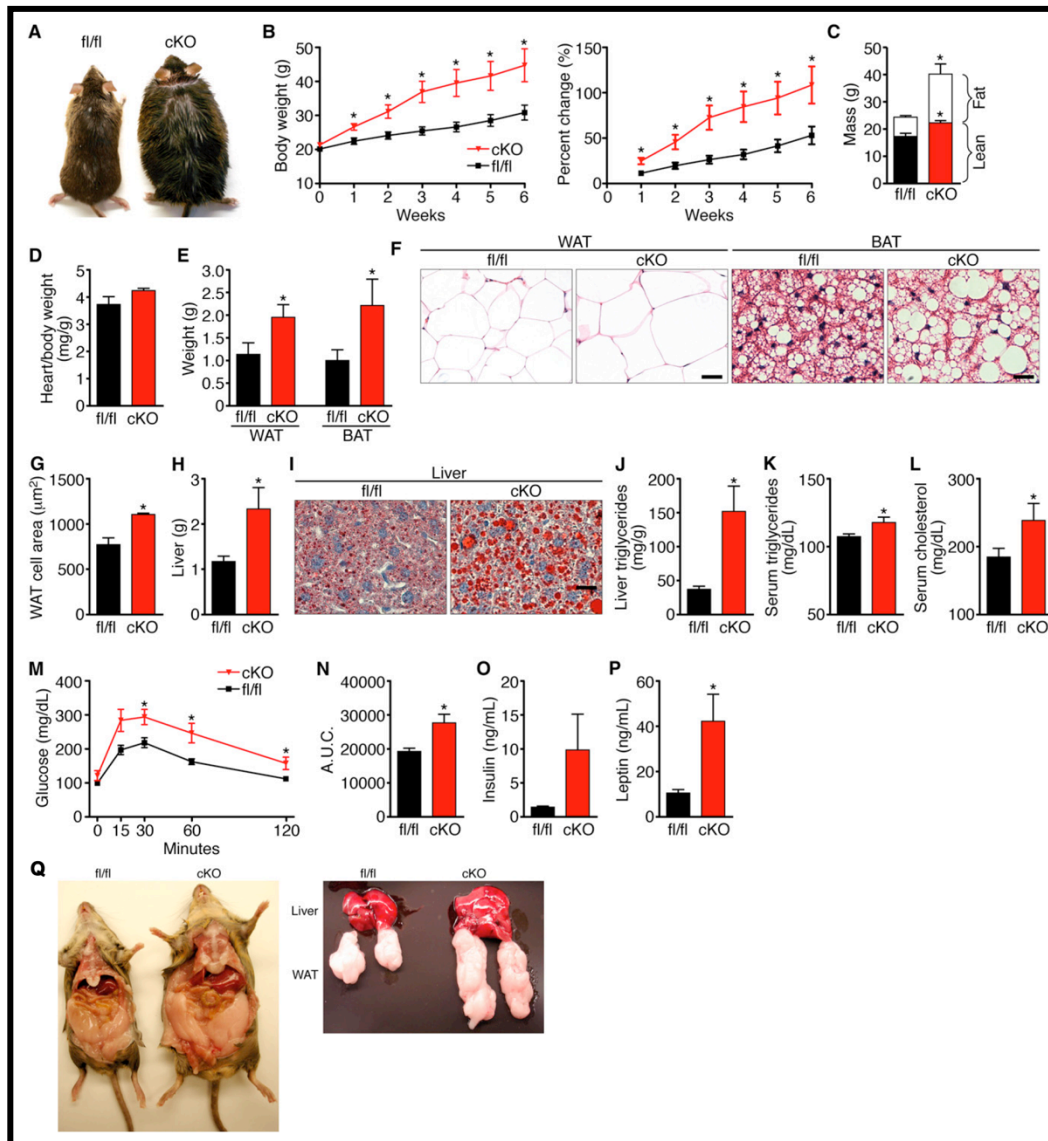 A
fl/fl cKO
B
Body weight (g)
50
40
30
20
10
0 1 2 3 4 5 6
Weeks
* * * * * *
cKO
fl/fl
Percent change (%)
150
100
50
0
0 1 2 3 4 5 6
Weeks
* * * * * *
C
Mass (g)
50
40
30
20
10
0
fl/fl cKO
*
*
Fat
Lean
D
Heart/body weight
(mg/g)
5
4
3
2
1
0
fl/fl cKO
E
Weight (g)
3.0
2.5
2.0
1.5
1.0
0.5
0.0
* *
fl/fl cKO fl/fl cKO
WAT BAT
F
WAT BAT
fl/fl cKO fl/fl cKO
G
WAT cell area (μm2)
1500
1000
500
0
*
fl/fl cKO
H
Liver (g)
3
2
1
0
*
fl/fl cKO
I
Liver
fl/fl cKO
J
Liver triglycerides
(mg/g)
200
150
100
50
0
*
fl/fl cKO
K
Serum triglycerides
(mg/dL)
150
100
50
*
fl/fl cKO
L
Serum cholesterol
(mg/dL)
300
200
100
*
fl/fl cKO
M
Glucose (mg/dL)
400
300
200
100
0
cKO
fl/fl
* * *
0 15 30 60 120
Minutes
N
A.U.C.
40000
30000
20000
10000
0
*
fl/fl cKO
O
Insulin (ng/mL)
20
15
10
5
0
fl/fl cKO
P
Leptin (ng/mL)
60
40
20
0
*
fl/fl cKO
Q
fl/fl cKO
fl/fl cKO
Liver
WAT